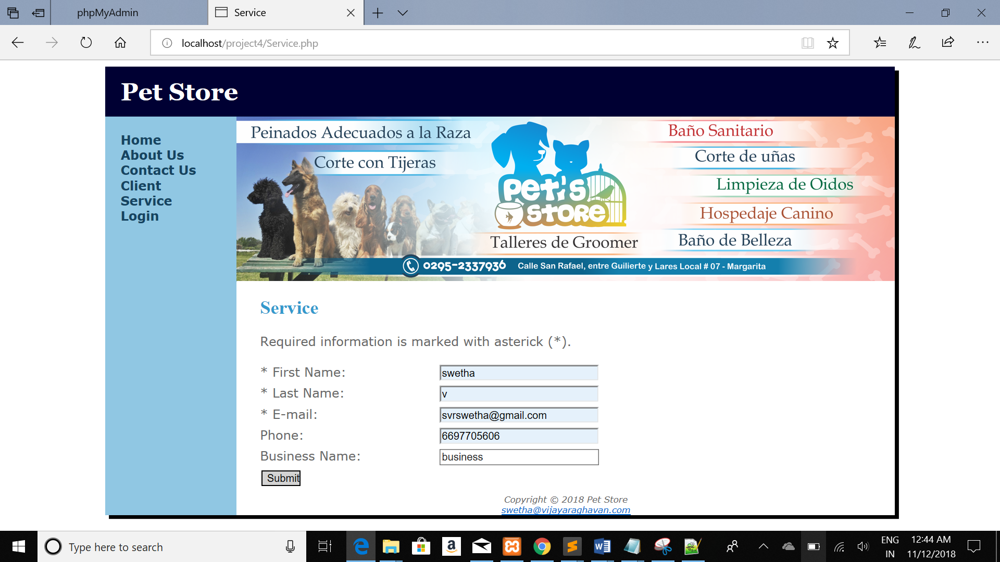 phpMyAdmin
Service
localhost/project4/Service.php
Pet Store
Home
About Us
Contact Us
Client
Service
Login
Peinados Adecuados a la Raza
Corte con Tijeras
Pet's
Store
Talleres de Groomer
Baño Sanitario
Corte de uñas
Limpieza de Oidos
Hospedaje Canino
Baño de Belleza
0295-2337936 Calle San Rafael, entre Guilierte y Lares Local # 07 - Margarita
Service
Required information is marked with asterick (*).
* First Name: swetha
* Last Name: v
* E-mail: svrswetha@gmail.com
Phone: 6697705606
Business Name: business
Submit
Copyright © 2018 Pet Store
swetha@vijayaraghavan.com
Type here to search
ENG
IN
12:44 AM
11/12/2018